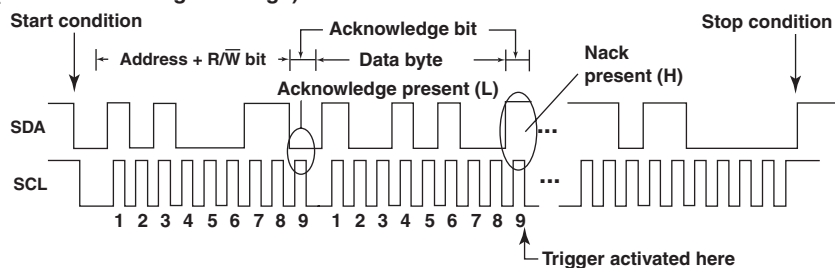 Start condition
Acknowledge bit
Stop condition
Address + R/W̅ bit
Data byte
Nack
present (H)
Acknowledge present (L)
SDA
...
...
SCL
...
...
1 2 3 4 5 6 7 8 9 1 2 3 4 5 6 7 8 9
Trigger activated here